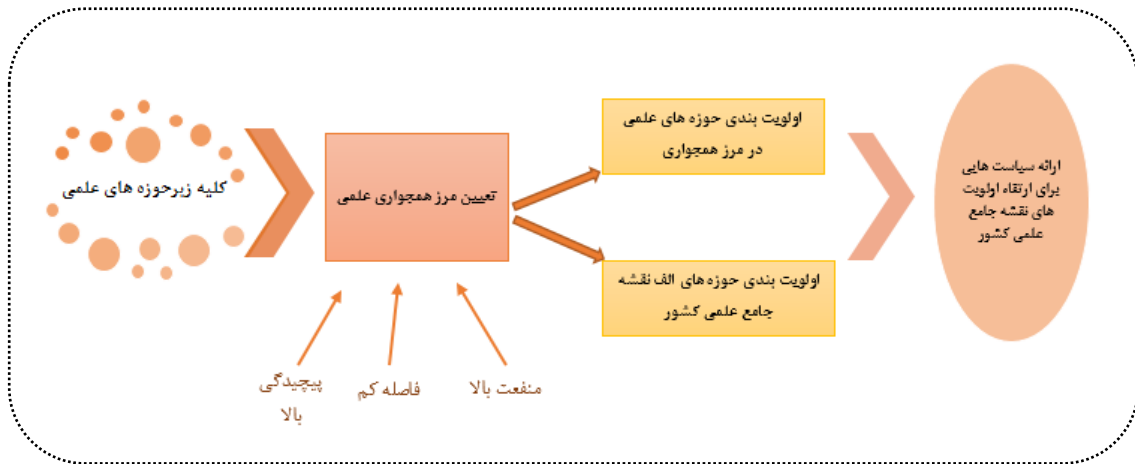 کلیه زیرحوزه های علمی
تعیین مرز همجواری علمی
پیچیدگی
بالا
فاصله کم
منفعت بالا
اولویت بندی حوزه های علمی
در مرز همجواری
اولویت بندی حوزه های الف نقشه
جامع علمی کشور
ارائه سیاست هایی
برای ارتقاء اولویت
های نقشه جامع
علمی کشور